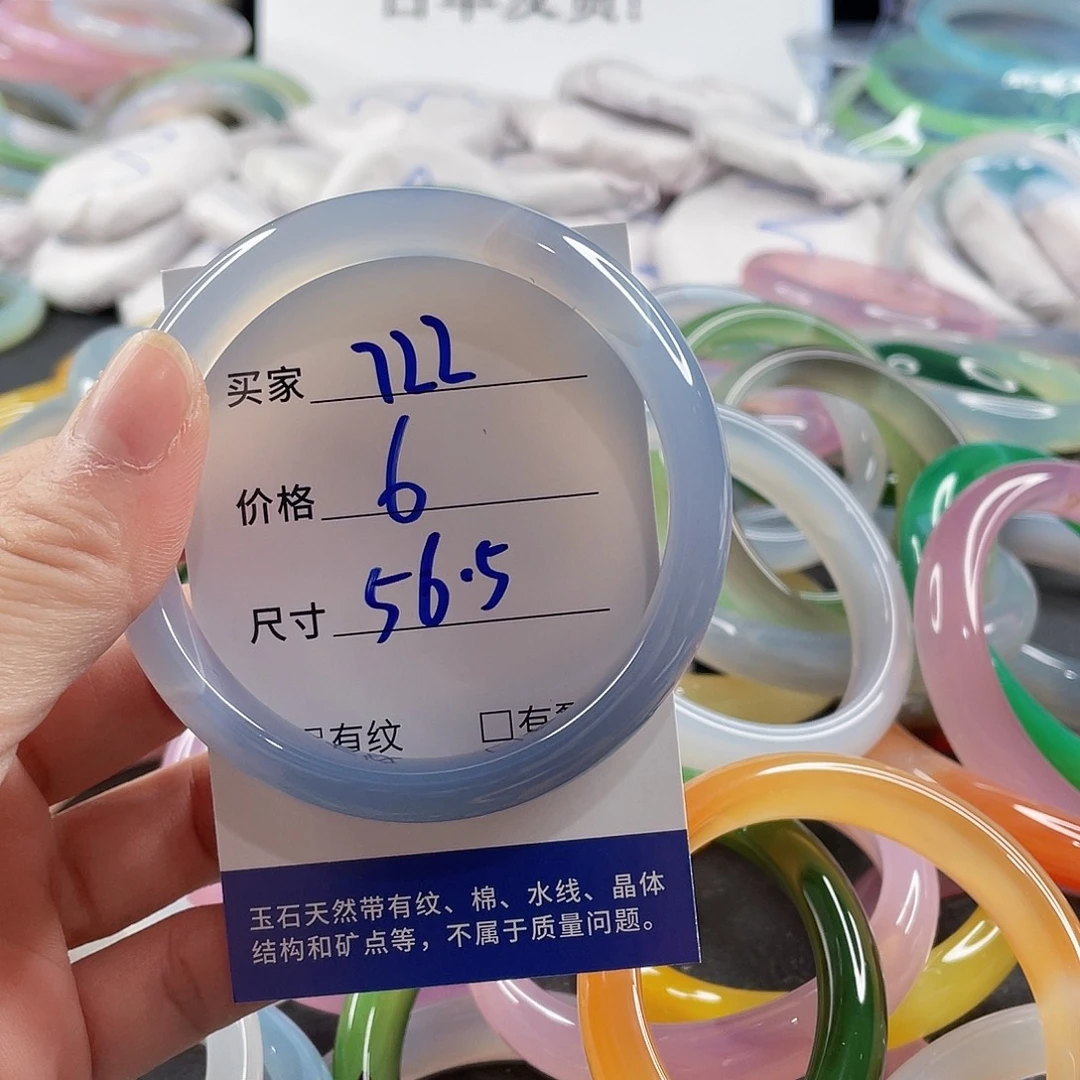 买家 722
价格 6
尺寸 56.5
□有纹 □有
玉石天然带有纹、棉、水线、晶体
结构和矿点等，不属于质量问题。